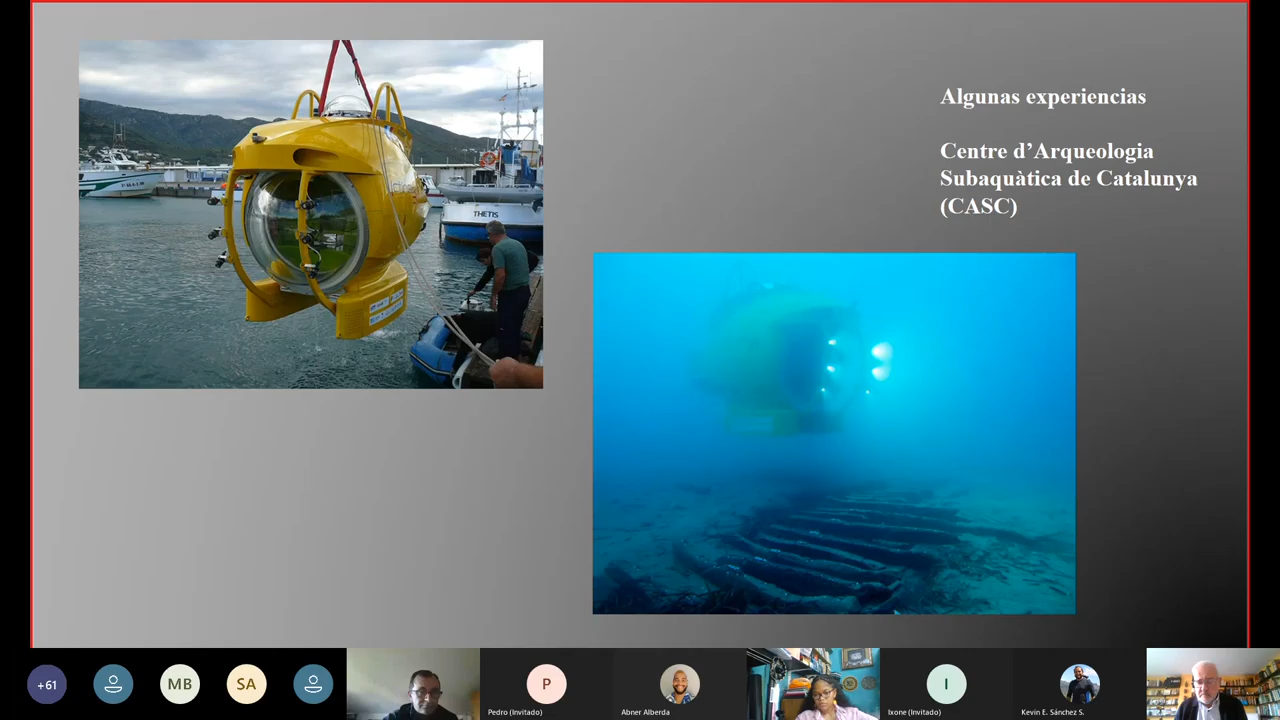 Algunas experiencias
Centre d’Arqueologia
Subaquàtica de Catalunya
(CASC)
THETIS
+61
MB
SA
P
I
Pedro (Invitado)
Abner Alberda
Ixone (Invitado)
Kevin E. Sánchez S.